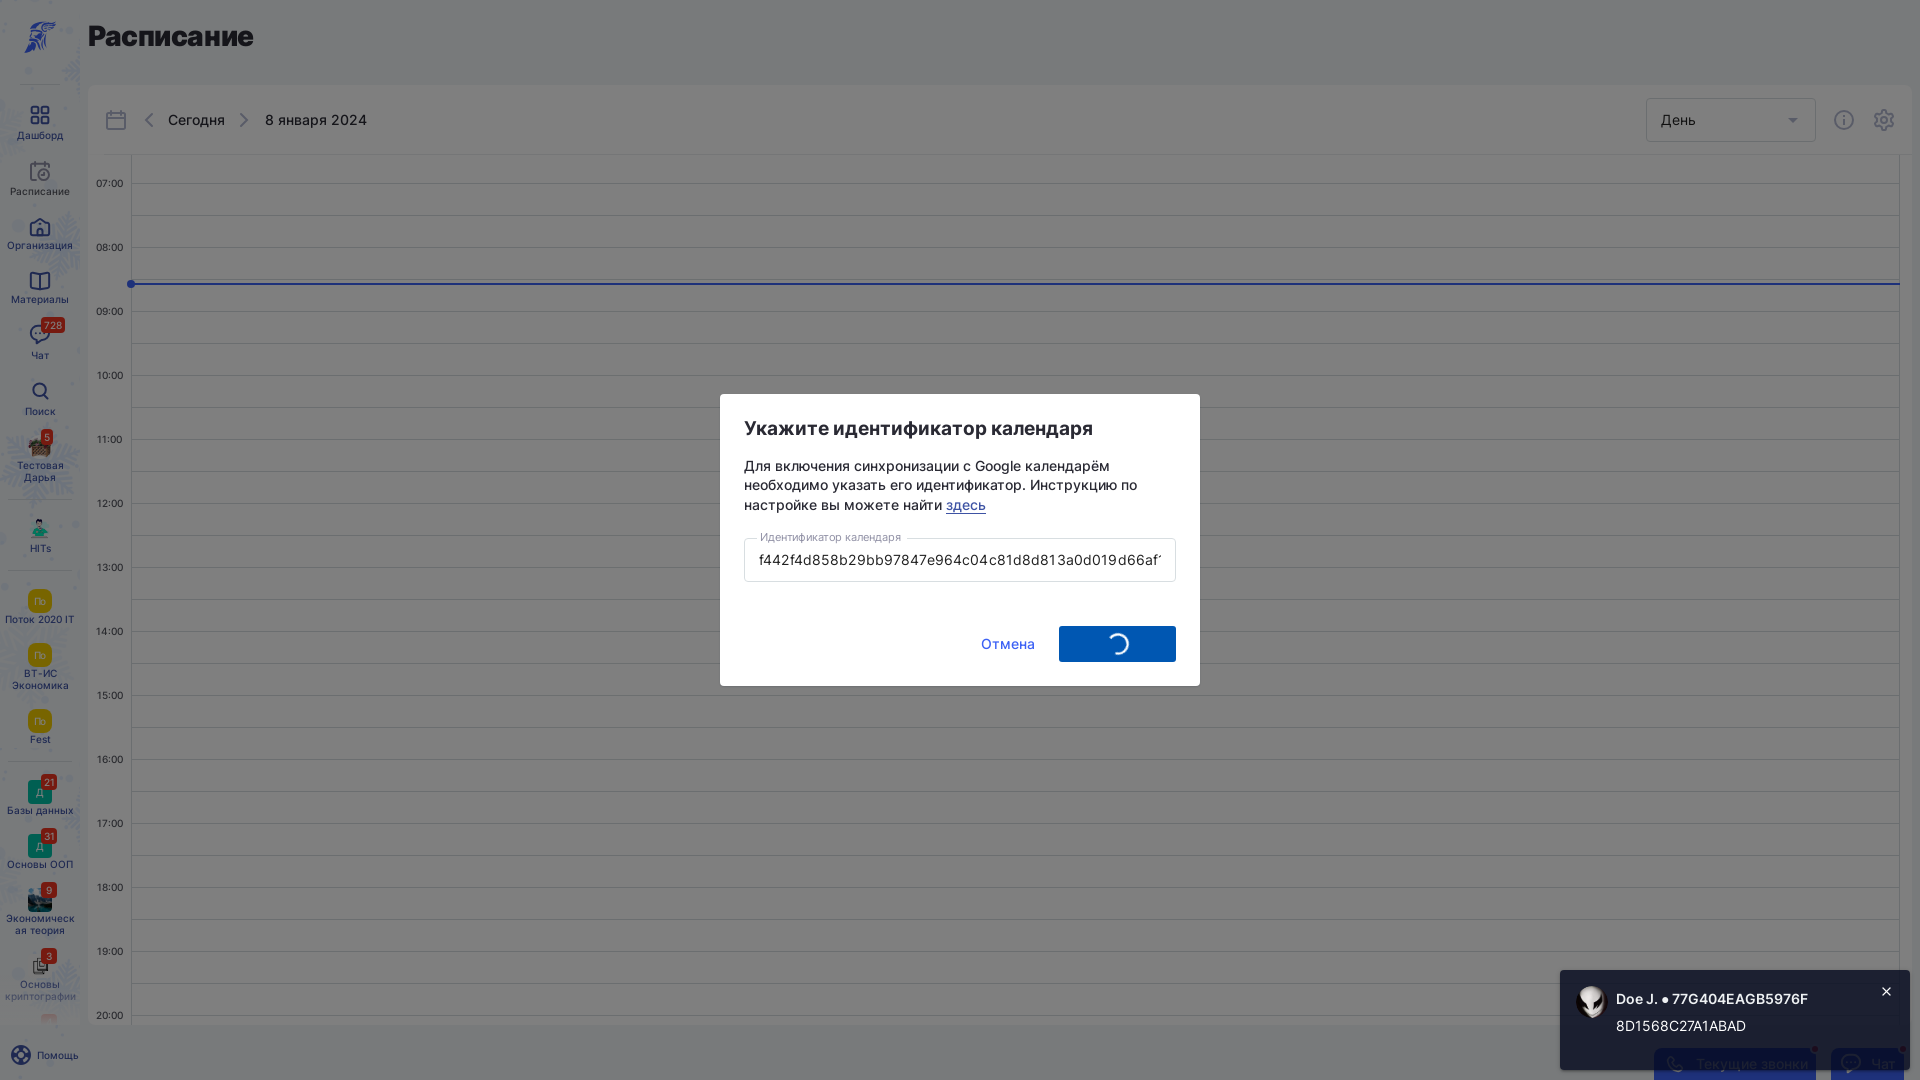 Расписание
Сегодня
8 января 2024
День
Дашборд
Расписание
Организация
Материалы
728
Чат
Поиск
5
Тестовая
Дарья
HITs
По
Поток 2020 IT
По
ВТ-ИС
Экономика
По
Fest
21
Д
Базы данных
31
Д
Основы ООП
9
Экономическ
ая теория
3
Основы
криптографии
Помощь
07:00
08:00
09:00
10:00
11:00
12:00
13:00
14:00
15:00
16:00
17:00
18:00
19:00
20:00
Укажите идентификатор календаря
Для включения синхронизации с Google календарём
необходимо указать его идентификатор. Инструкцию по
настройке вы можете найти здесь
Идентификатор календаря
f442f4d858b29bb97847e964c04c81d8d813a0d019d66af
Отмена
Doe J. ● 77G404EAGB5976F
8D1568C27A1ABAD
Текущие звонки
Чат